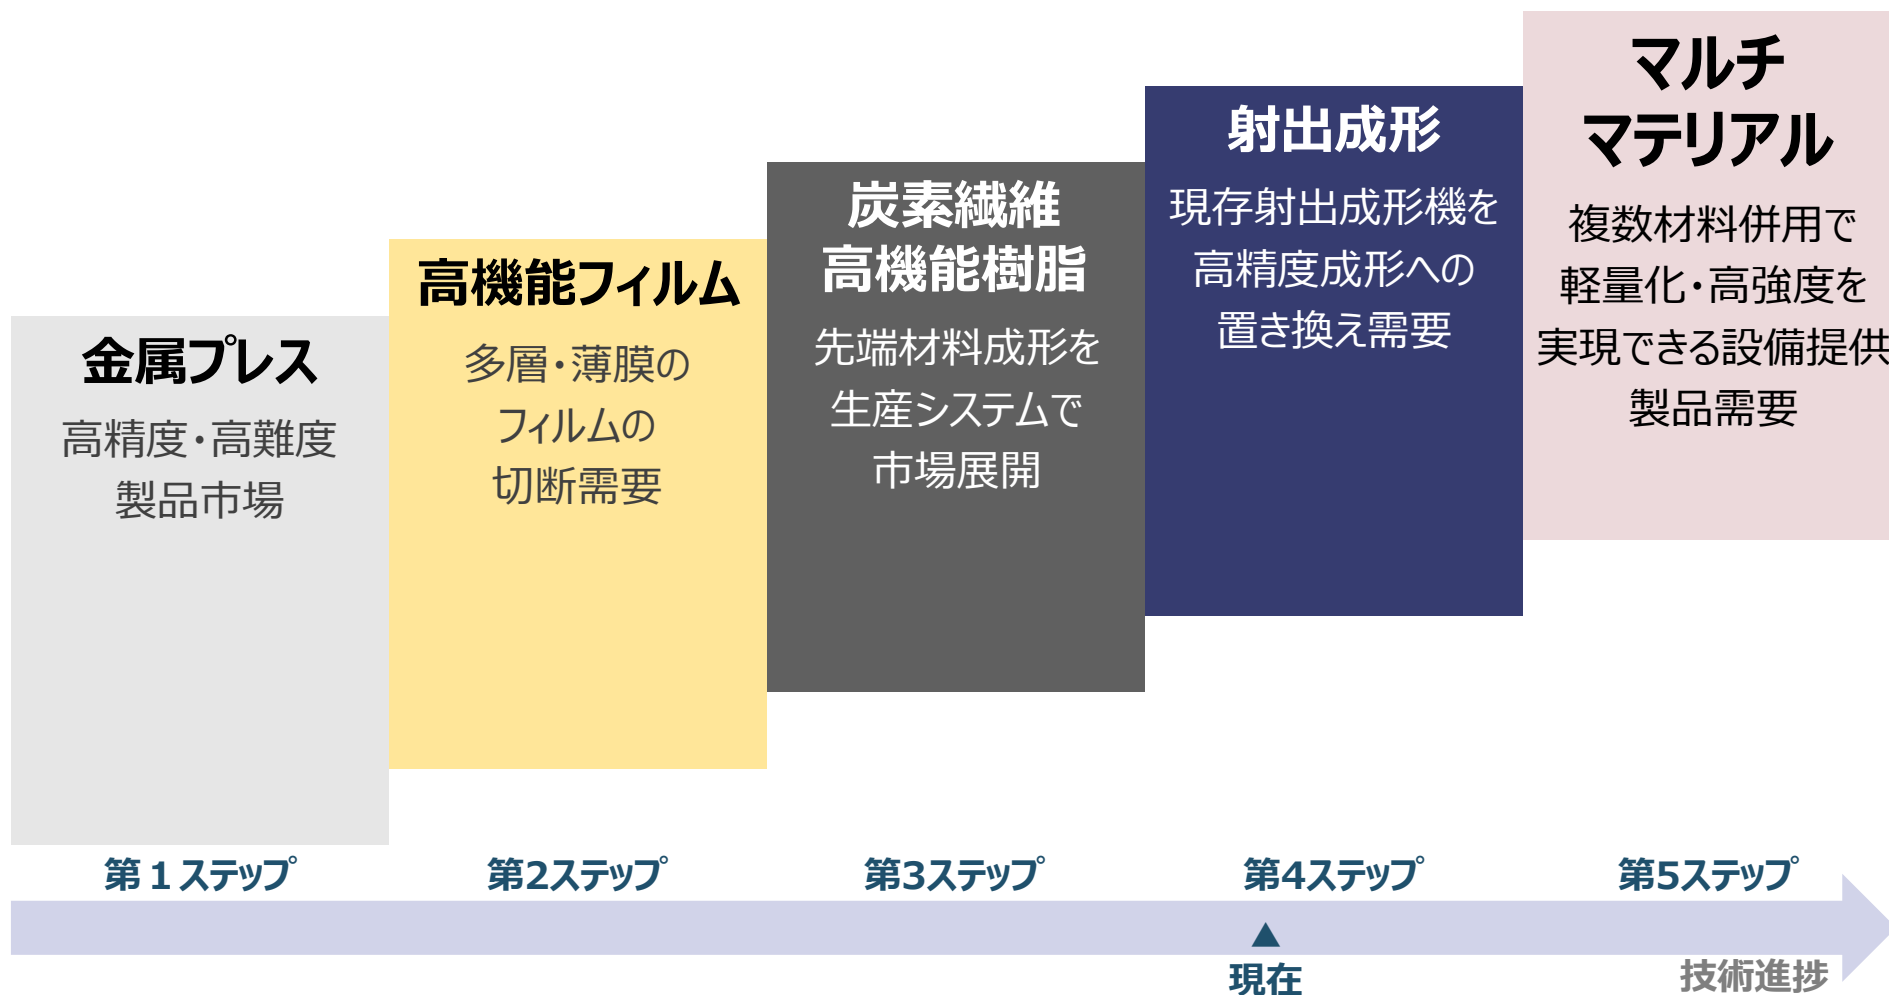 金属プレス
高精度・高難度
製品市場
高機能フィルム
多層・薄膜の
フィルムの
切断需要
炭素繊維
高機能樹脂
先端材料成形を
生産システムで
市場展開
射出成形
現存射出成形機を
高精度成形への
置き換え需要
マルチ
マテリアル
複数材料併用で
軽量化・高強度を
実現できる設備提供
製品需要
第１ステップ
第2ステップ
第3ステップ
第4ステップ
第5ステップ
▲
現在
技術進捗